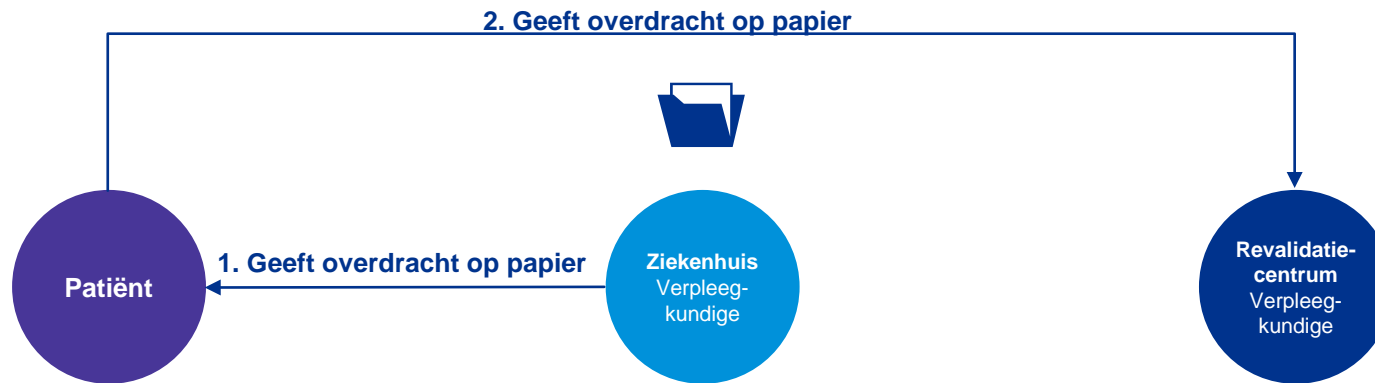 2. Geeft overdracht op papier
1. Geeft overdracht op papier
Patiënt
Ziekenhuis
Verpleeg-
kundige
Revalidatie-
centrum
Verpleeg-
kundige